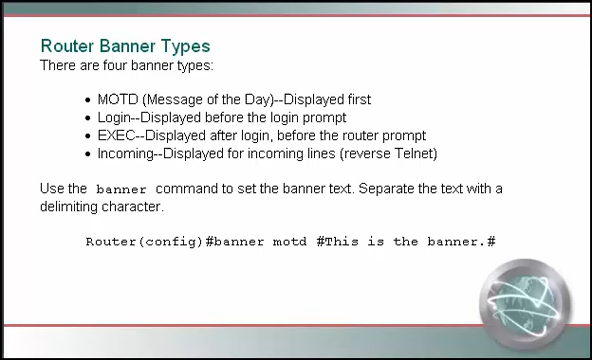 Router Banner Types
There are four banner types:
• MOTD (Message of the Day)--Displayed first
• Login--Displayed before the login prompt
• EXEC--Displayed after login, before the router prompt
• Incoming--Displayed for incoming lines (reverse Telnet)
Use the banner command to set the banner text. Separate the text with a
delimiting character.
Router(config)#banner motd #This is the banner.#